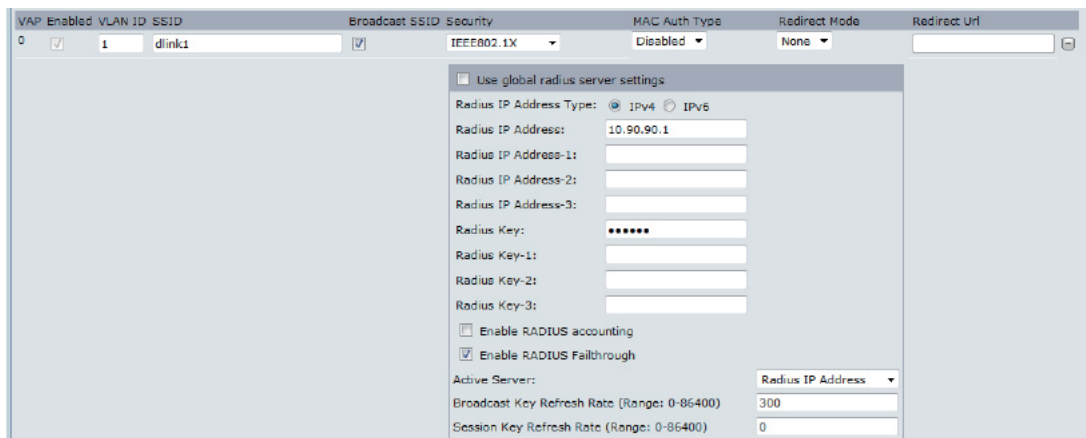 VAP Enabled VLAN ID SSID Broadcast SSID Security MAC Auth Type Redirect Mode Redirect Url
0 1 dlink1 IEEE802.1X Disabled None
Use global radius server settings
Radius IP Address Type: IPv4 IPv6
Radius IP Address: 10.90.90.1
Radius IP Address-1:
Radius IP Address-2:
Radius IP Address-3:
Radius Key: ••••••
Radius Key-1:
Radius Key-2:
Radius Key-3:
Enable RADIUS accounting
Enable RADIUS Failthrough
Active Server: Radius IP Address
Broadcast Key Refresh Rate (Range: 0-86400) 300
Session Key Refresh Rate (Range: 0-86400) 0